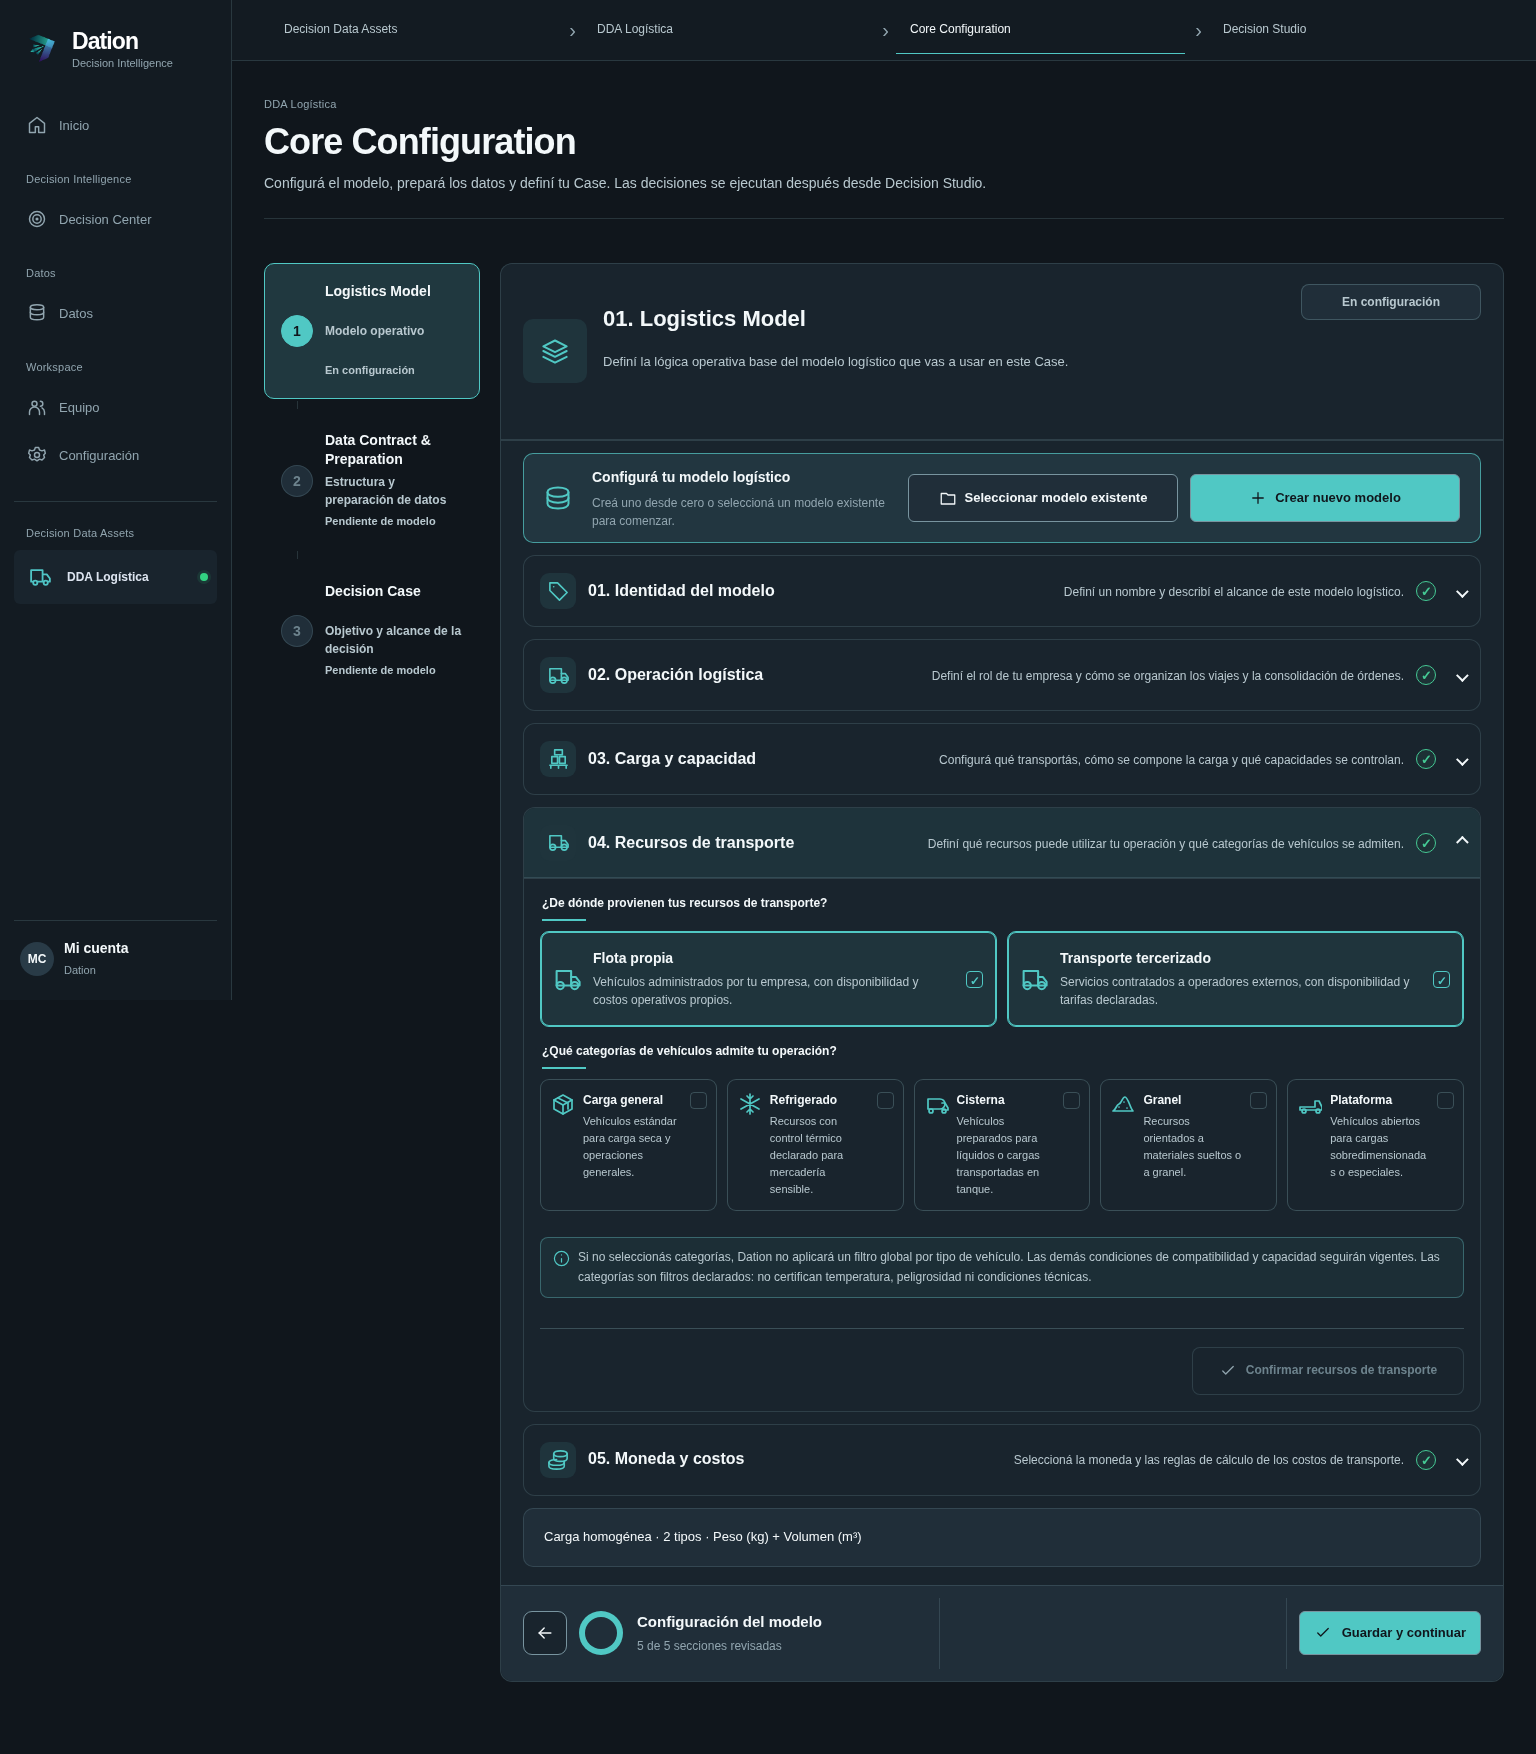 Dation
Decision Intelligence
Inicio
Decision Intelligence
Decision Center
Datos
Datos
Workspace
Equipo
Configuración
Decision Data Assets
DDA Logística
MC
Mi cuenta
Dation
Decision Data Assets
DDA Logística
Core Configuration
Decision Studio
DDA Logística
Core Configuration
Configurá el modelo, prepará los datos y definí tu Case. Las decisiones se ejecutan después desde Decision Studio.
Logistics Model
1
Modelo operativo
En configuración
Data Contract &
Preparation
2
Estructura y
preparación de datos
Pendiente de modelo
Decision Case
3
Objetivo y alcance de la
decisión
Pendiente de modelo
En configuración
01. Logistics Model
Definí la lógica operativa base del modelo logístico que vas a usar en este Case.
Configurá tu modelo logístico
Creá uno desde cero o seleccioná un modelo existente
para comenzar.
Seleccionar modelo existente
Crear nuevo modelo
01. Identidad del modelo
Definí un nombre y describí el alcance de este modelo logístico.
02. Operación logística
Definí el rol de tu empresa y cómo se organizan los viajes y la consolidación de órdenes.
03. Carga y capacidad
Configurá qué transportás, cómo se compone la carga y qué capacidades se controlan.
04. Recursos de transporte
Definí qué recursos puede utilizar tu operación y qué categorías de vehículos se admiten.
¿De dónde provienen tus recursos de transporte?
Flota propia
Vehículos administrados por tu empresa, con disponibilidad y
costos operativos propios.
Transporte tercerizado
Servicios contratados a operadores externos, con disponibilidad y
tarifas declaradas.
¿Qué categorías de vehículos admite tu operación?
Carga general
Vehículos estándar
para carga seca y
operaciones
generales.
Refrigerado
Recursos con
control térmico
declarado para
mercadería
sensible.
Cisterna
Vehículos
preparados para
líquidos o cargas
transportadas en
tanque.
Granel
Recursos
orientados a
materiales sueltos o
a granel.
Plataforma
Vehículos abiertos
para cargas
sobredimensionada
s o especiales.
Si no seleccionás categorías, Dation no aplicará un filtro global por tipo de vehículo. Las demás condiciones de compatibilidad y capacidad seguirán vigentes. Las
categorías son filtros declarados: no certifican temperatura, peligrosidad ni condiciones técnicas.
Confirmar recursos de transporte
05. Moneda y costos
Seleccioná la moneda y las reglas de cálculo de los costos de transporte.
Carga homogénea · 2 tipos · Peso (kg) + Volumen (m³)
Configuración del modelo
5 de 5 secciones revisadas
Guardar y continuar